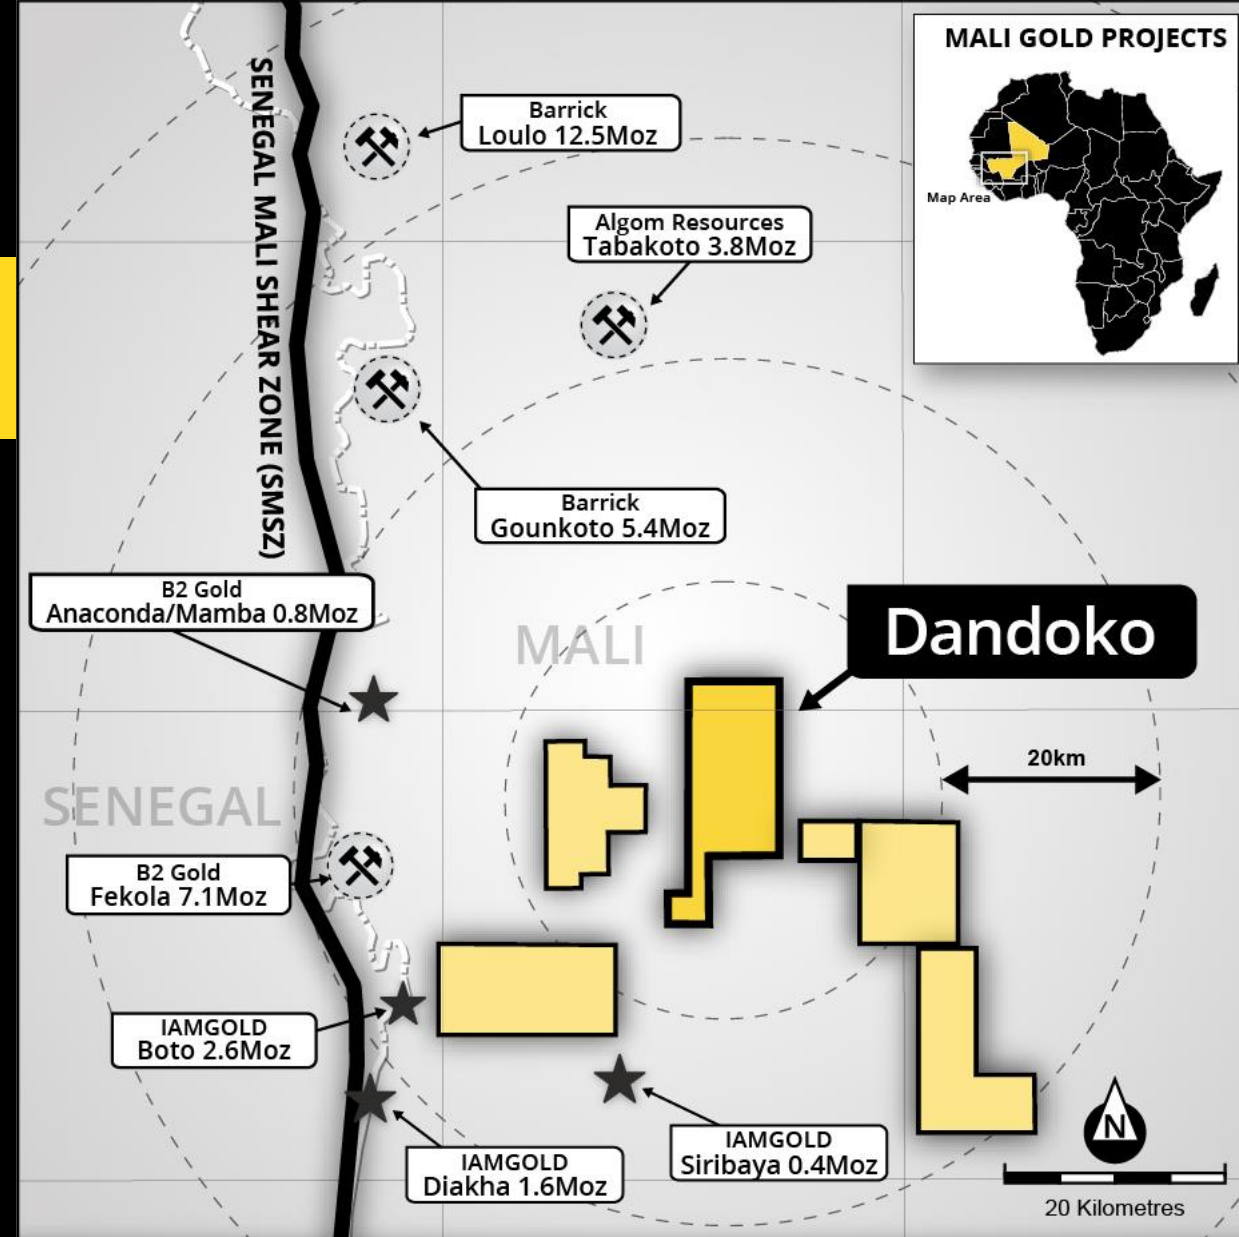 MALI GOLD PROJECTS
Map Area
SENEGAL MALI SHEAR ZONE (SMSZ)
Barrick
Loulo 12.5Moz
Algom Resources
Tabakoto 3.8Moz
Barrick
Gounkoto 5.4Moz
B2 Gold
Anaconda/Mamba 0.8Moz
MALI
Dandoko
20km
SENEGAL
B2 Gold
Fekola 7.1Moz
IAMGOLD
Boto 2.6Moz
IAMGOLD
Diakha 1.6Moz
IAMGOLD
Siribaya 0.4Moz
N
20 Kilometres